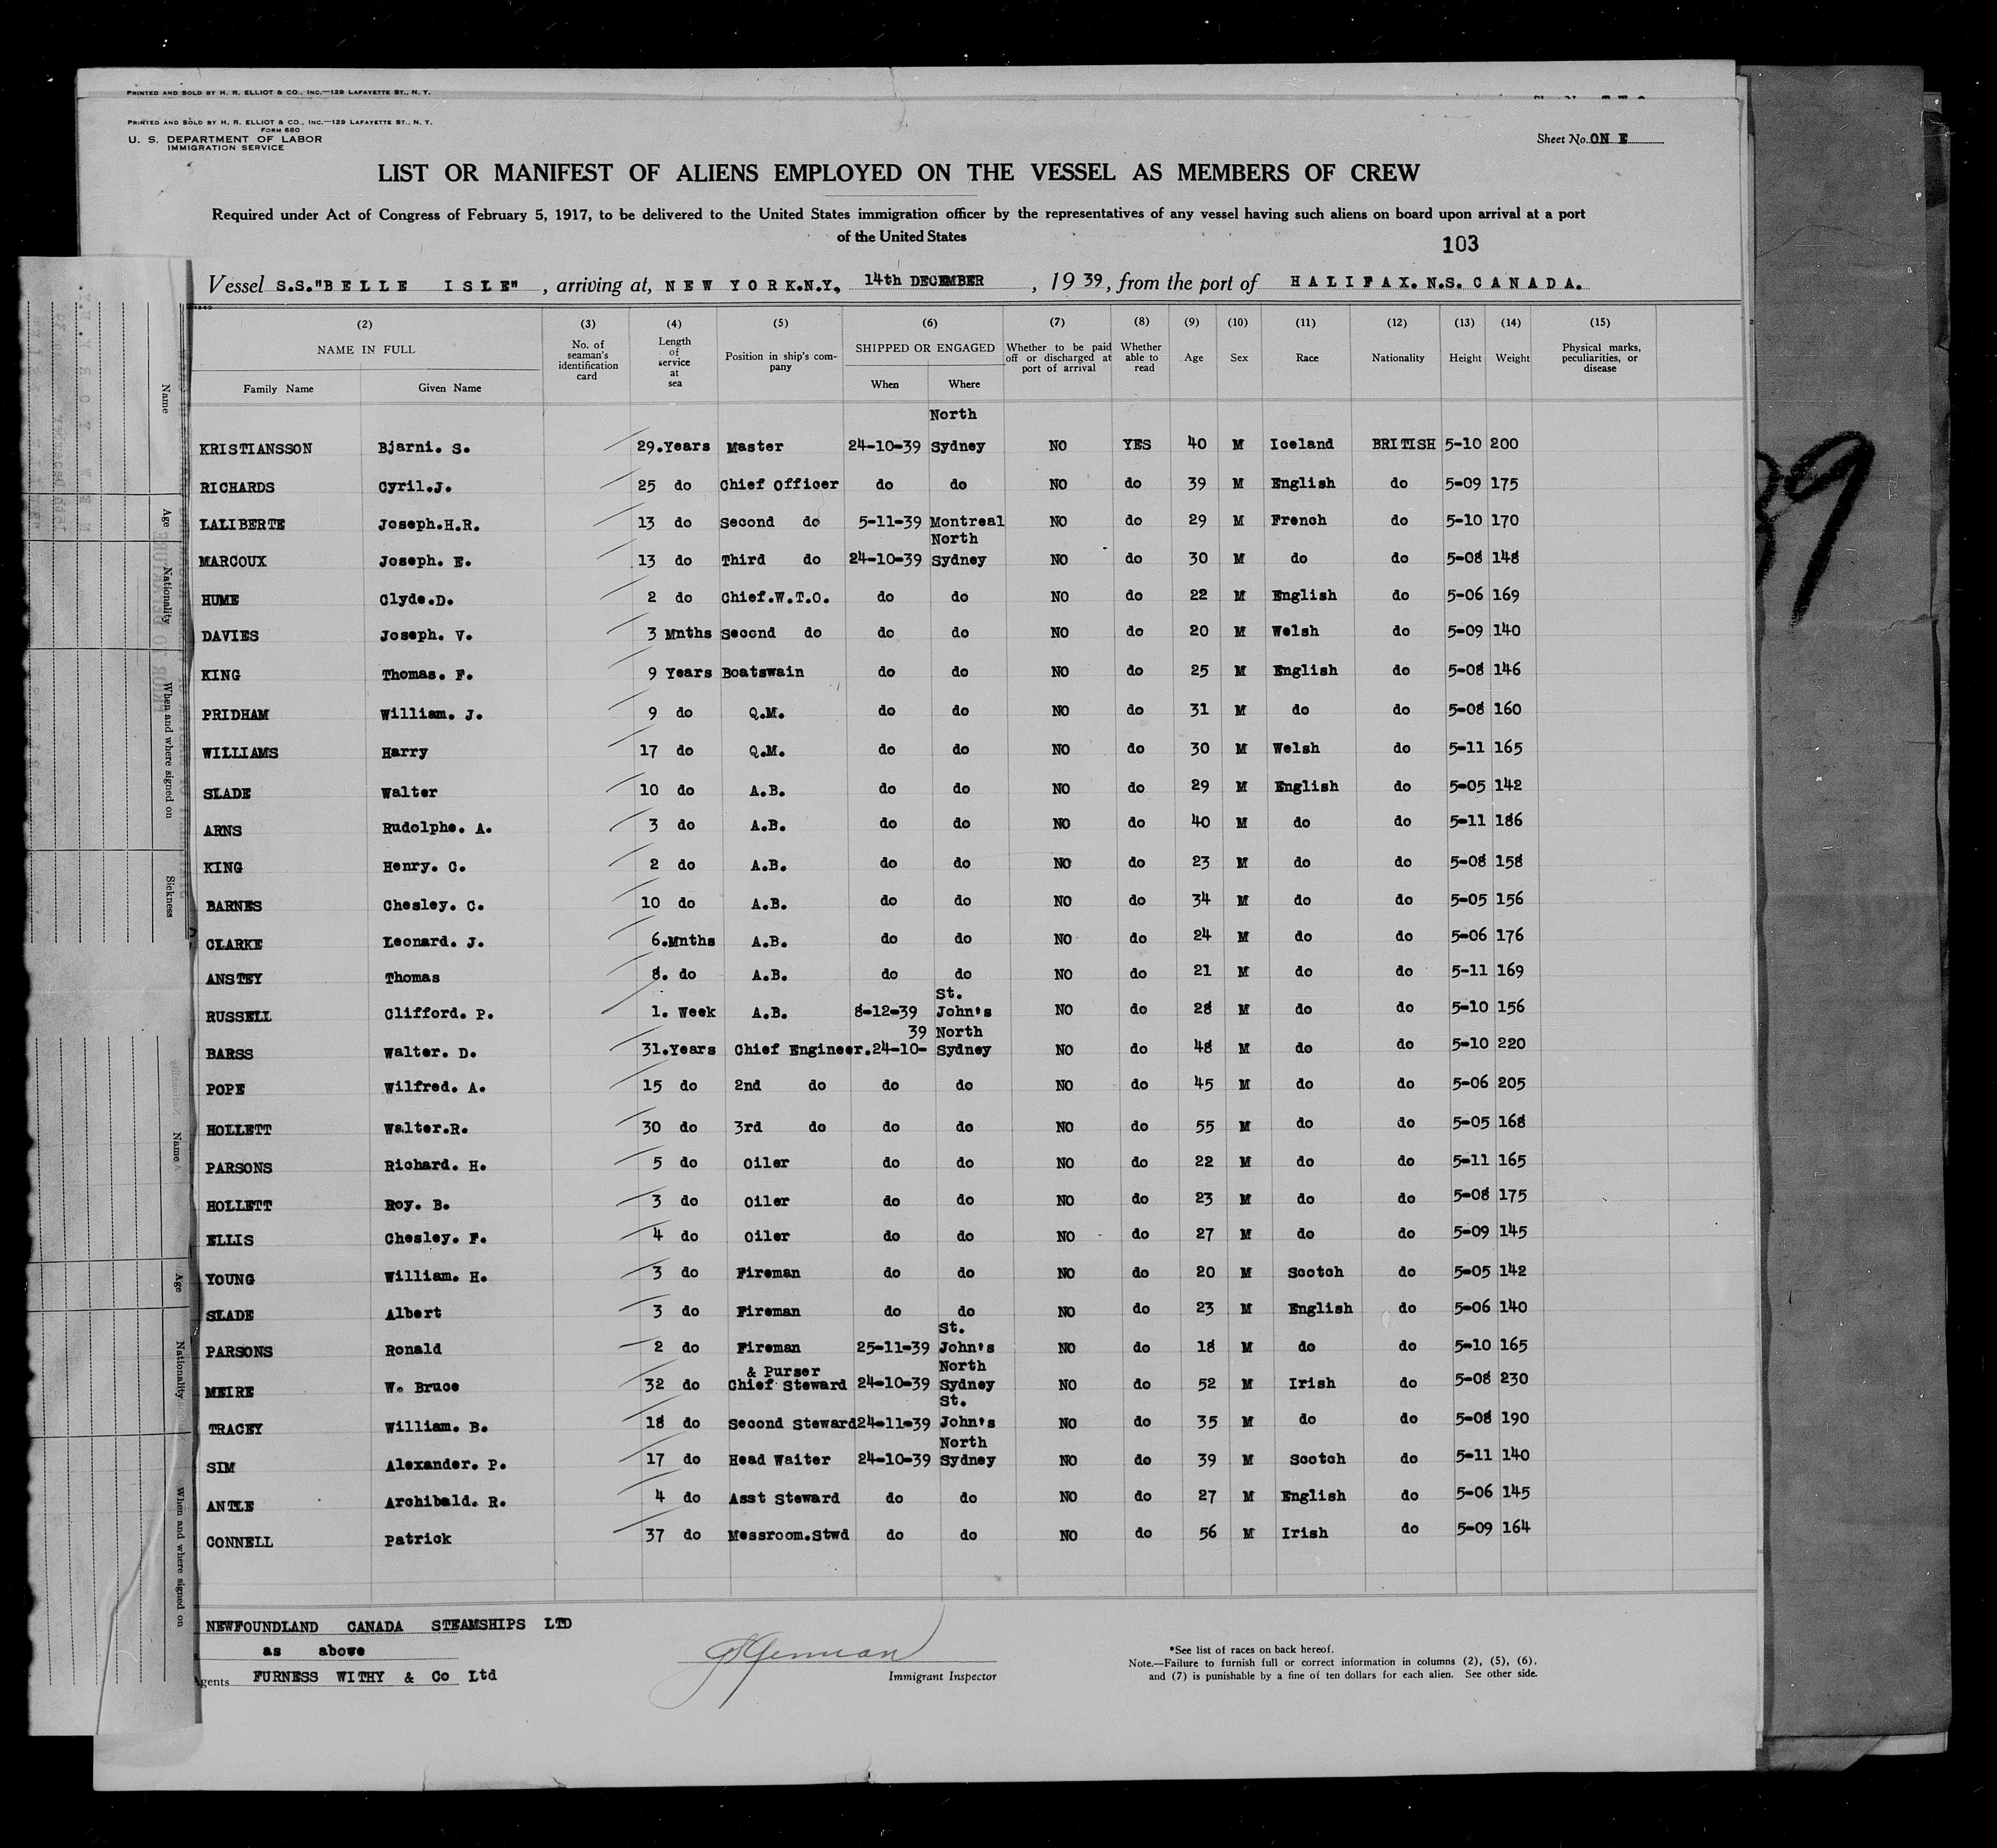 PRINTED AND SOLD BY H. R. ELLIOT & CO., INC.—129 LAFAYETTE ST., N. Y.
PRINTED AND SOLD BY H. R. ELLIOT & CO., INC.—129 LAFAYETTE ST., N. Y.
FORM 680
U. S. DEPARTMENT OF LABOR
IMMIGRATION SERVICE
Sheet No. ON E
LIST OR MANIFEST OF ALIENS EMPLOYED ON THE VESSEL AS MEMBERS OF CREW
Required under Act of Congress of February 5, 1917, to be delivered to the United States immigration officer by the representatives of any vessel having such aliens on board upon arrival at a port
of the United States
103
Vessel S.S."BELLE ISLE", arriving at, NEW YORK.N.Y, 14th DECEMBER, 1939, from the port of HALIFAX. N.S. CANADA.
(2) (3) (4) (5) (6) (7) (8) (9) (10) (11) (12) (13) (14) (15)
NAME IN FULL
Family Name Given Name
No. of seaman's identification card
Length of service at sea
Position in ship's company
SHIPPED OR ENGAGED
When Where
Whether to be paid off or discharged at port of arrival
Whether able to read
Age Sex Race Nationality Height Weight
Physical marks, peculiarities, or disease
North
KRISTIANSSON Bjarni. S. 29.Years Master 24-10-39 Sydney NO YES 40 M Iceland BRITISH 5-10 200
RICHARDS Cyril.J. 25 do Chief Officer do do NO do 39 M English do 5-09 175
LALIBERTE Joseph.H.R. 13 do Second do 5-11-39 Montreal NO do 29 M French do 5-10 170
North
MARCOUX Joseph. E. 13 do Third do 24-10-39 Sydney NO do 30 M do do 5-08 148
HUME Clyde.D. 2 do Chief.W.T.O. do do NO do 22 M English do 5-06 169
DAVIES Joseph. V. 3 Mnths Second do do do NO do 20 M Welsh do 5-09 140
KING Thomas. F. 9 Years Boatswain do do NO do 25 M English do 5-08 146
PRIDHAM William. J. 9 do Q.M. do do NO do 31 M do do 5-08 160
WILLIAMS Harry 17 do Q.M. do do NO do 30 M Welsh do 5-11 165
SLADE Walter 10 do A.B. do do NO do 29 M English do 5-05 142
ARNS Rudolphe. A. 3 do A.B. do do NO do 40 M do do 5-11 186
KING Henry. C. 2 do A.B. do do NO do 23 M do do 5-08 158
BARNES Chesley. C. 10 do A.B. do do NO do 34 M do do 5-05 156
CLARKE Leonard. J. 6.Mnths A.B. do do NO do 24 M do do 5-06 176
ANSTEY Thomas 8. do A.B. do do NO do 21 M do do 5-11 169
St.
RUSSELL Clifford. P. 1. Week A.B. 8-12-39 John's NO do 28 M do do 5-10 156
39 North
BARSS Walter. D. 31.Years Chief Engineer.24-10- Sydney NO do 48 M do do 5-10 220
POPE Wilfred. A. 15 do 2nd do do do NO do 45 M do do 5-06 205
HOLLETT Walter.R. 30 do 3rd do do do NO do 55 M do do 5-05 168
PARSONS Richard. H. 5 do Oiler do do NO do 22 M do do 5-11 165
HOLLETT Roy. B. 3 do Oiler do do NO do 23 M do do 5-08 175
ELLIS Chesley. F. 4 do Oiler do do NO do 27 M do do 5-09 145
YOUNG William. H. 3 do Fireman do do NO do 20 M Scotch do 5-05 142
SLADE Albert 3 do Fireman do do NO do 23 M English do 5-06 140
St.
PARSONS Ronald 2 do Fireman 25-11-39 John's NO do 18 M do do 5-10 165
& Purser North
MEIRE W. Bruce 32 do Chief Steward 24-10-39 Sydney NO do 52 M Irish do 5-08 230
St.
TRACEY William. B. 18 do Second Steward24-11-39 John's NO do 35 M do do 5-08 190
North
SIM Alexander. P. 17 do Head Waiter 24-10-39 Sydney NO do 39 M Scotch do 5-11 140
ANTLE Archibald. R. 4 do Asst Steward do do NO do 27 M English do 5-06 145
CONNELL Patrick 37 do Messroom.Stwd do do NO do 56 M Irish do 5-09 164
NEWFOUNDLAND CANADA STEAMSHIPS LTD
as above
Agents FURNESS WITHY & Co Ltd
Immigrant Inspector
*See list of races on back hereof.
Note.—Failure to furnish full or correct information in columns (2), (5), (6),
and (7) is punishable by a fine of ten dollars for each alien. See other side.
Name
Age
Nationality
When and where signed on
Sickness
Name
Age
Nationality
When and where signed on